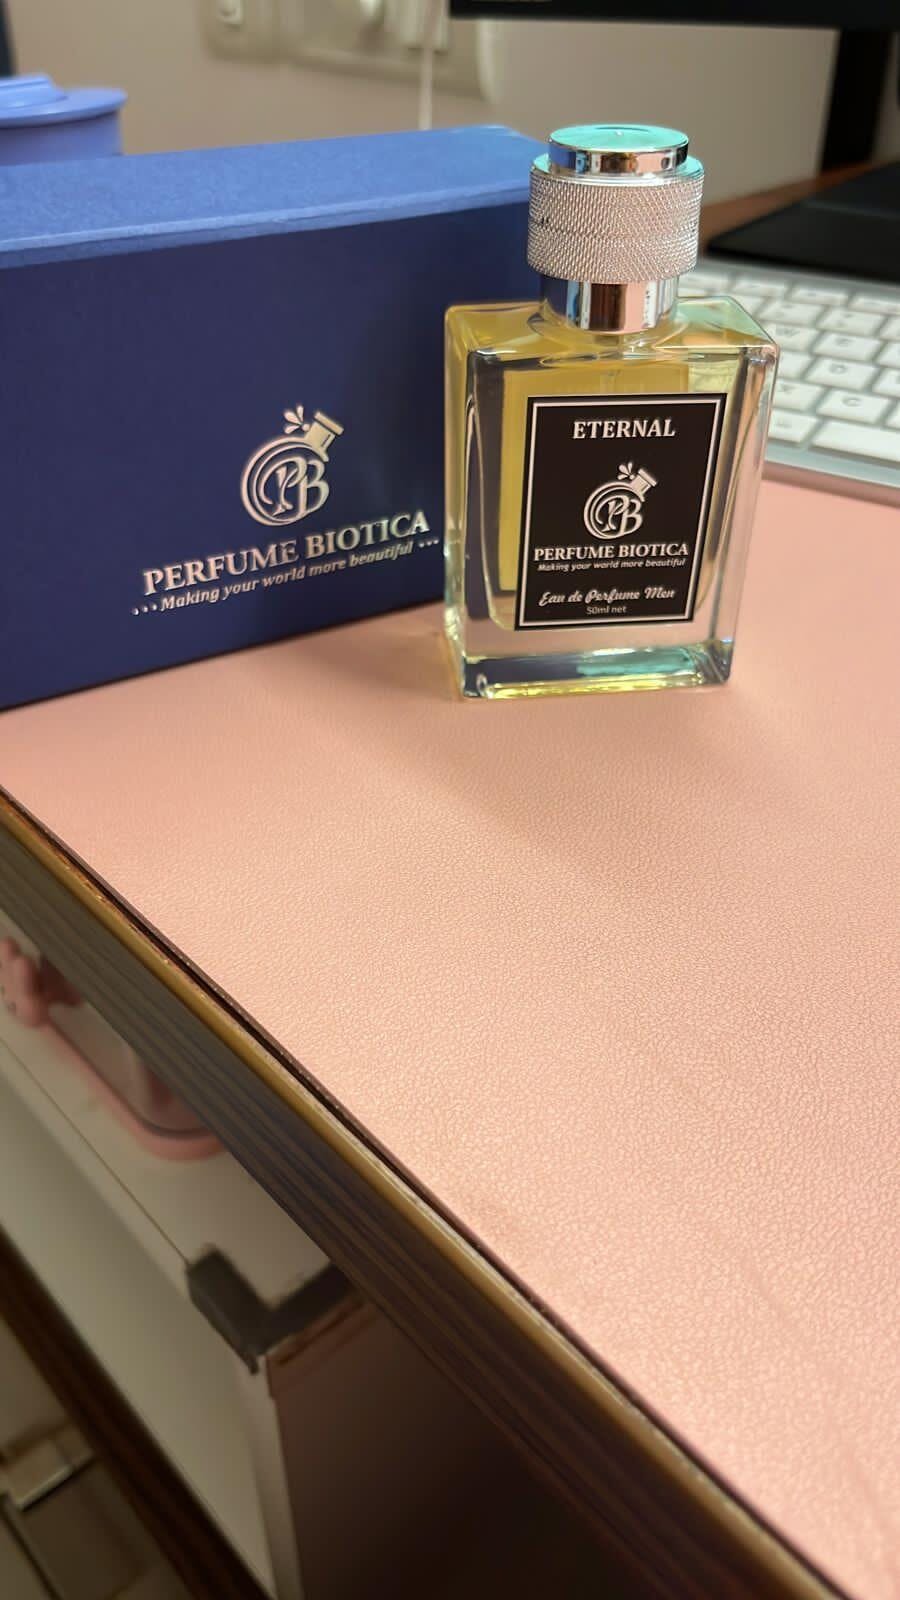 PB
PERFUME BIOTICA
...Making your world more beautiful...
ETERNAL
PB
PERFUME BIOTICA
Making your world more beautiful
Eau de Perfume Men
50ml net